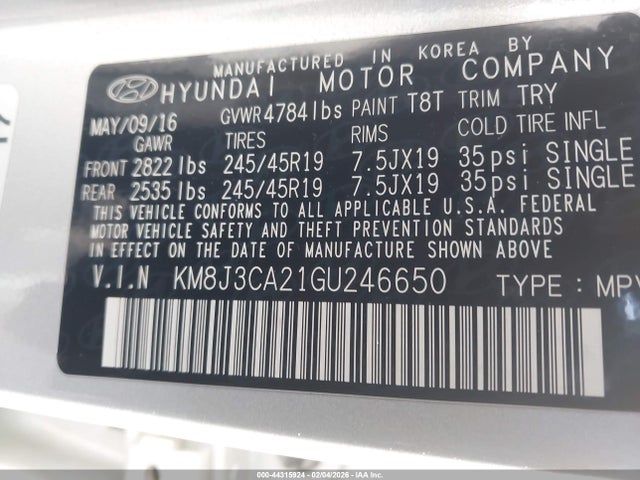 MANUFACTURED IN KOREA BY
HYUNDAI MOTOR COMPANY
MAY/09/16 GVWR 4784 lbs PAINT T8T TRIM TRY
GAWR TIRES RIMS COLD TIRE INFL
FRONT 2822 lbs 245/45R19 7.5JX19 35psi SINGLE
REAR 2535 lbs 245/45R19 7.5JX19 35psi SINGLE
THIS VEHICLE CONFORMS TO ALL APPLICABLE U.S.A. FEDERAL
MOTOR VEHICLE SAFETY AND THEFT PREVENTION STANDARDS
IN EFFECT ON THE DATE OF MANUFACTURE SHOWN ABOVE.
V.I.N KM8J3CA21GU246650 TYPE : MPV
000-44315924 - 02/04/2026 - IAAI.COM